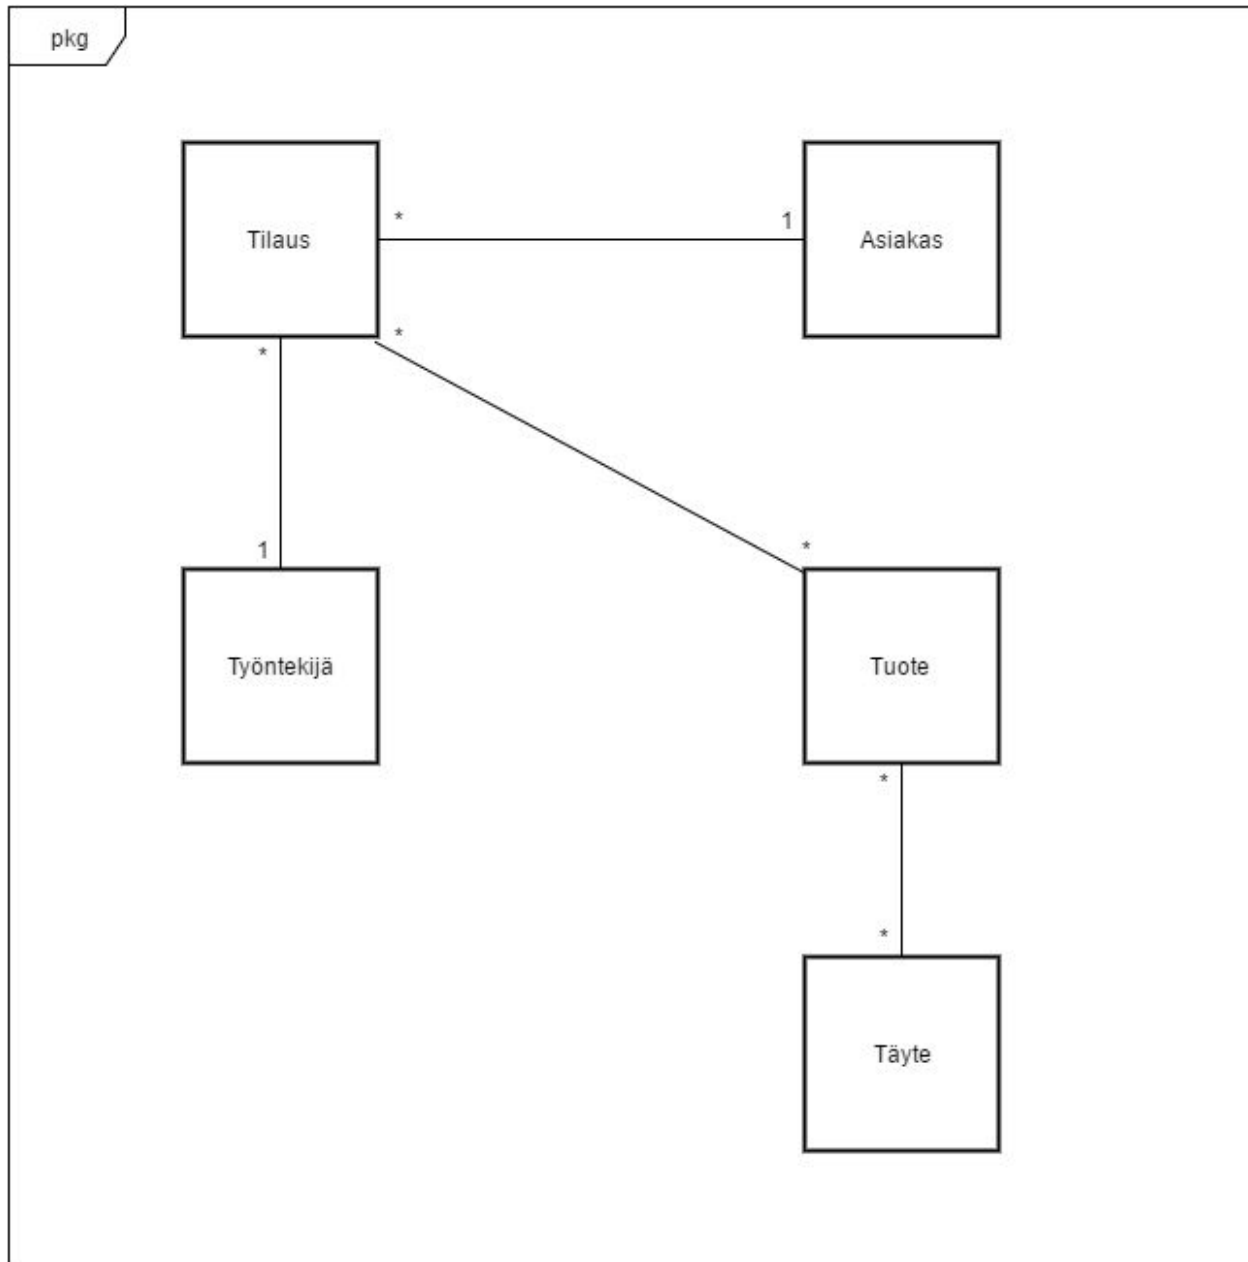 pkg
Tilaus
* 1
Asiakas
*
*
1
*
Työntekijä
Tuote
*
*
Täyte